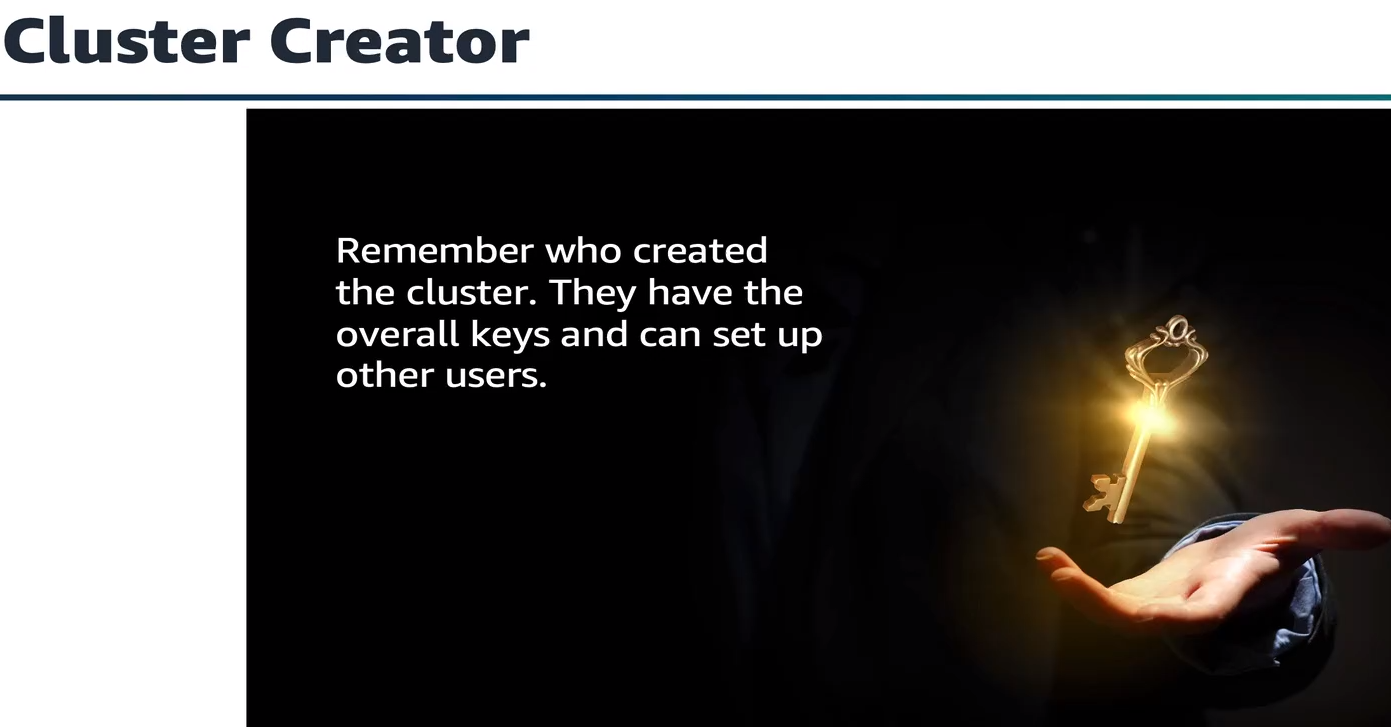 Cluster Creator
Remember who created
the cluster. They have the
overall keys and can set up
other users.